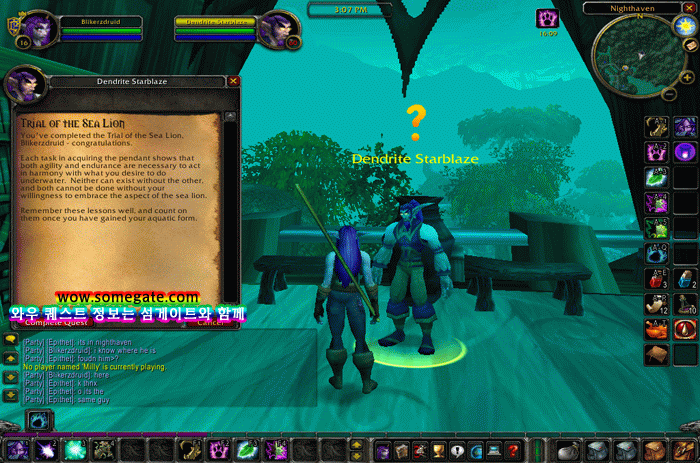 Blikerzdruid
Dendrite Starblaze
3:07 PM
Nighthaven
16
16:09
Dendrite Starblaze
Trial of the Sea Lion
You've completed the Trial of the Sea Lion,
Blikerzdruid - congratulations.
Each task in acquiring the pendant shows that
both agility and endurance are necessary to act
in harmony with what you desire to do
underwater. Neither can exist without the other,
and both cannot be done without your
willingness to embrace the aspect of the sea lion.
Remember these lessons well, and count on
them once you have gained your aquatic form.
Dendrite Starblaze
www.somegate.com
와우 퀘스트 정보는 섬게이트와 함께
Complete Quest
Cancel
[Party] [Epithet]: its in nighthaven
[Party] [Blikerzdruid]: i know where he is
[Party] [Epithet]: foudn him>?
No player named 'Milly' is currently playing.
[Party] [Blikerzdruid]: here
[Party] [Epithet]: k thnx
[Party] [Epithet]: o its the
[Party] [Epithet]: same guy